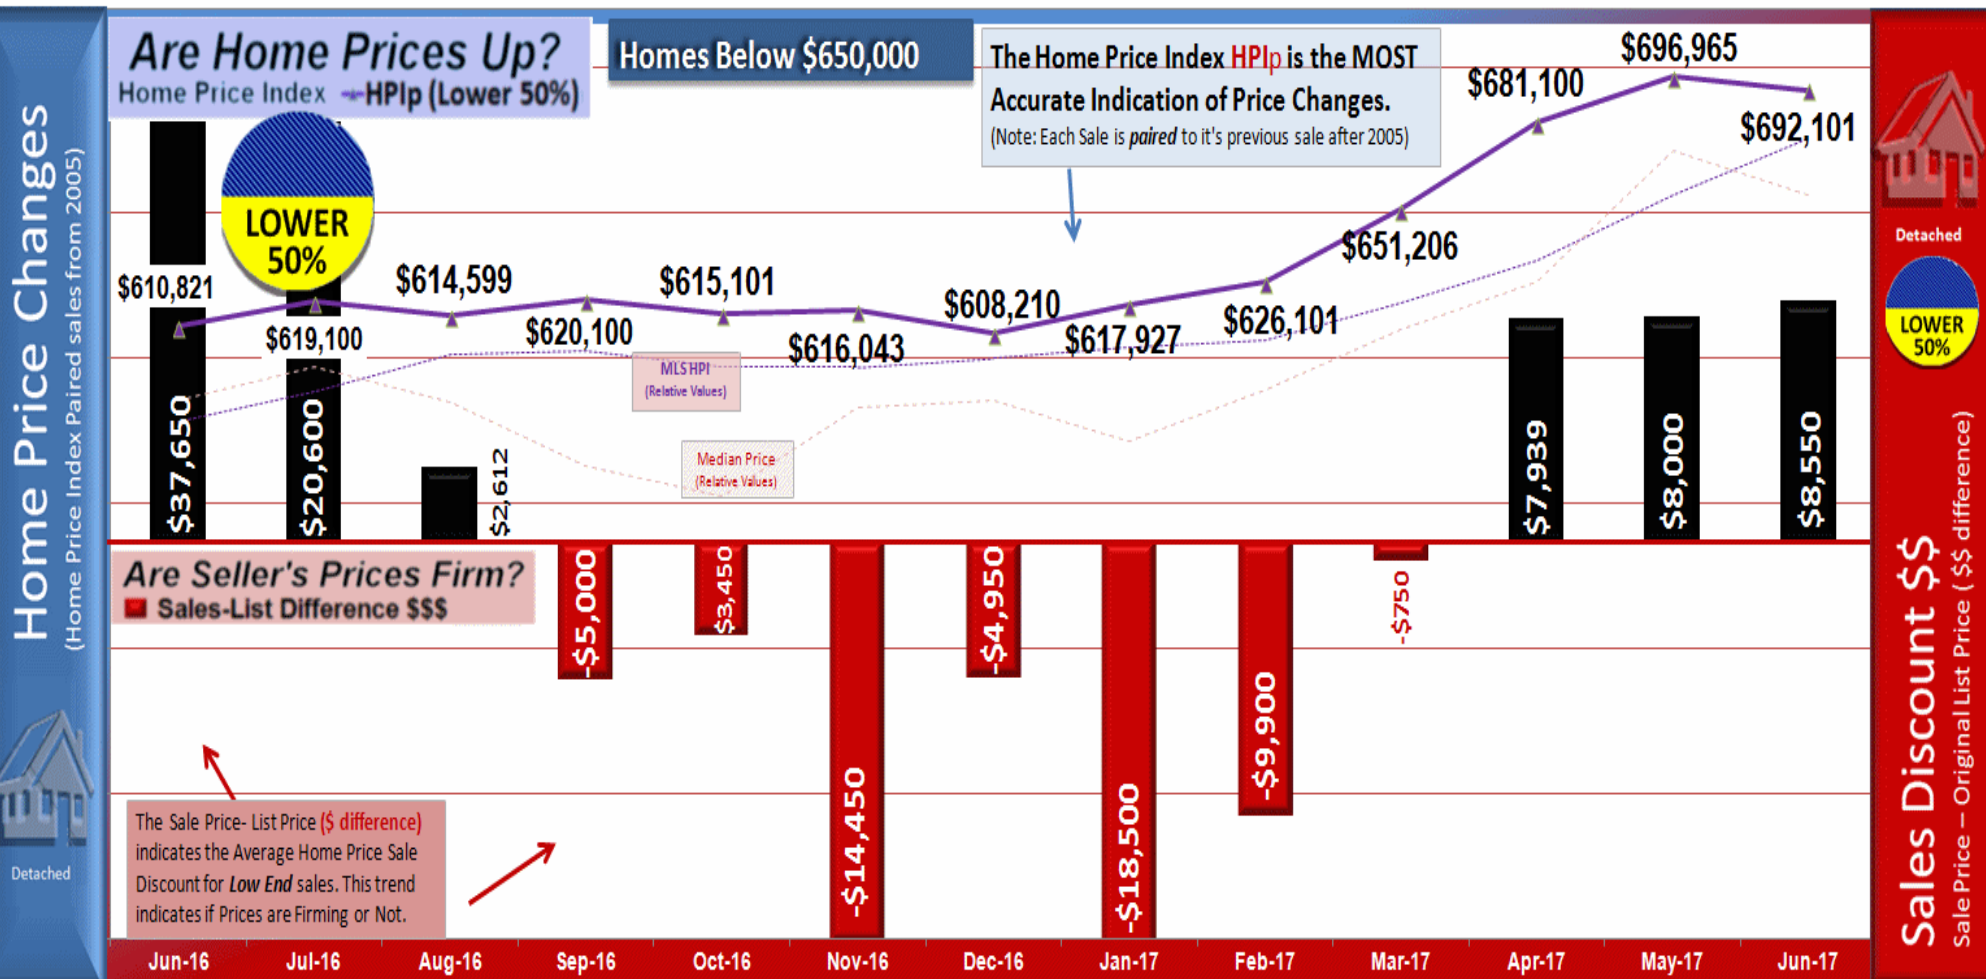 Home Price Changes
(Home Price Index Paired sales from 2005)
Detached
Are Home Prices Up?
Home Price Index HPIp (Lower 50%)
Homes Below $650,000
The Home Price Index HPIp is the MOST
Accurate Indication of Price Changes.
(Note: Each Sale is paired to it's previous sale after 2005)
LOWER
50%
$610,821
$619,100
$614,599
$620,100
$615,101
$616,043
$608,210
$617,927
$626,101
$651,206
$681,100
$696,965
$692,101
MLS HPI
(Relative Values)
Median Price
(Relative Values)
$37,650
$20,600
$2,612
-$5,000
$3,450
-$14,450
-$4,950
-$18,500
-$9,900
-$750
$7,939
$8,000
$8,550
Are Seller's Prices Firm?
Sales-List Difference $$$
The Sale Price- List Price ($ difference)
indicates the Average Home Price Sale
Discount for Low End sales. This trend
indicates if Prices are Firming or Not.
Jun-16 Jul-16 Aug-16 Sep-16 Oct-16 Nov-16 Dec-16 Jan-17 Feb-17 Mar-17 Apr-17 May-17 Jun-17
Detached
LOWER
50%
Sales Discount $$
Sale Price – Original List Price ( $$ difference)